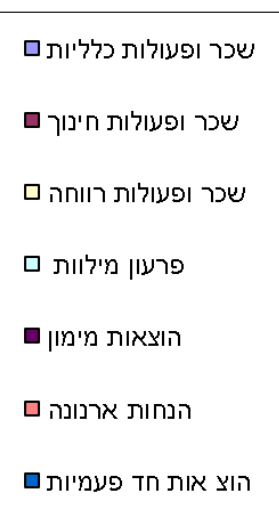 שכר ופעולות כלליות
שכר ופעולות חינוך
שכר ופעולות רווחה
פרעון מילוות
הוצאות מימון
הנחות ארנונה
הוצ אות חד פעמיות